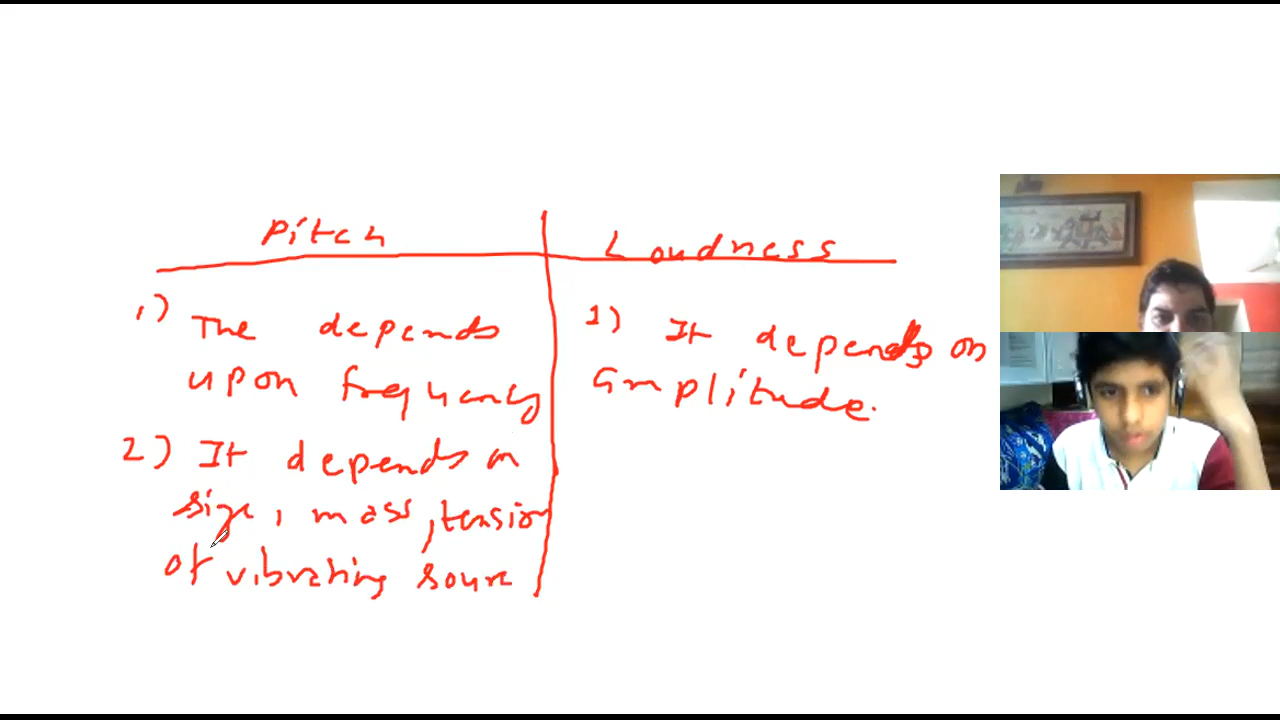 Pitch
Loudness
1) The depends
upon frequency
2) It depends on
size, mass, tension
of vibrating source
1) It depends on
amplitude.